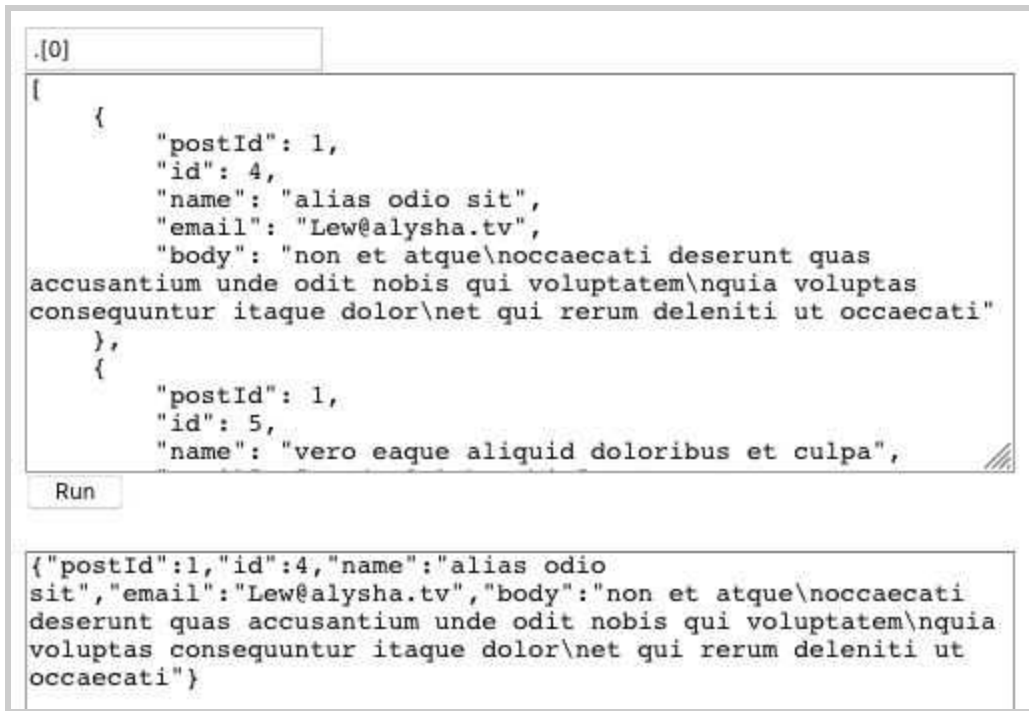 .[0]
[
    {
        "postId": 1,
        "id": 4,
        "name": "alias odio sit",
        "email": "Lew@alysha.tv",
        "body": "non et atque\noccaecati deserunt quas
accusantium unde odit nobis qui voluptatem\nquia voluptas
consequuntur itaque dolor\net qui rerum deleniti ut occaecati"
    },
    {
        "postId": 1,
        "id": 5,
        "name": "vero eaque aliquid doloribus et culpa",
Run
{"postId":1,"id":4,"name":"alias odio
sit","email":"Lew@alysha.tv","body":"non et atque\noccaecati
deserunt quas accusantium unde odit nobis qui voluptatem\nquia
voluptas consequuntur itaque dolor\net qui rerum deleniti ut
occaecati"}